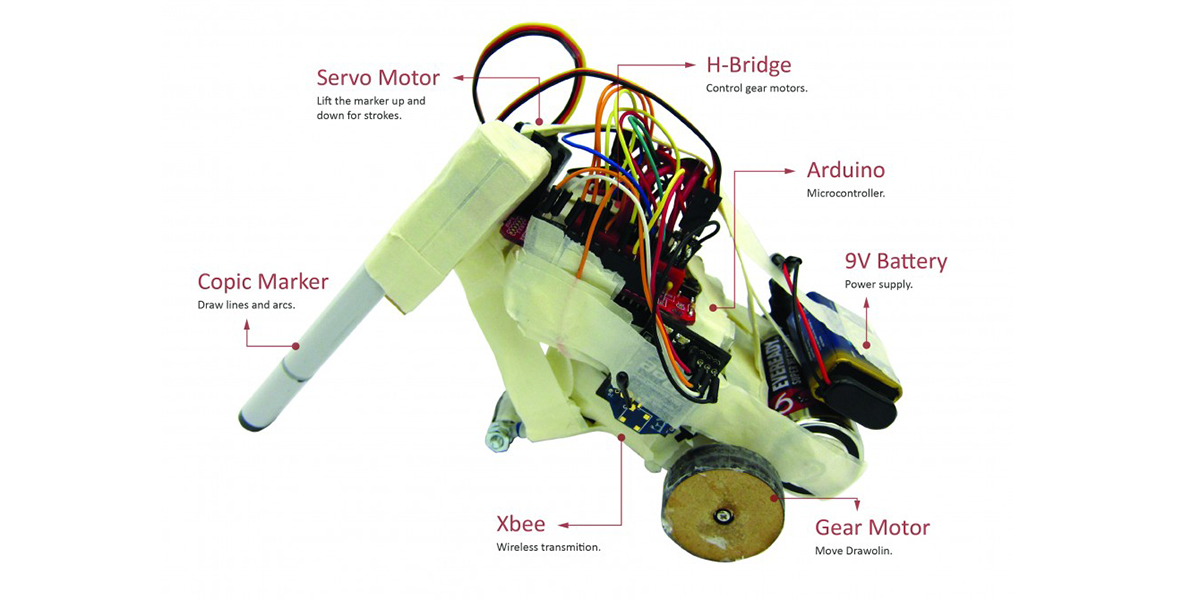 Servo Motor
Lift the marker up and
down for strokes.
H-Bridge
Control gear motors.
Arduino
Microcontroller.
9V Battery
Power supply.
Copic Marker
Draw lines and arcs.
EVEREADY
Xbee
Wireless transmition.
Gear Motor
Move Drawolin.